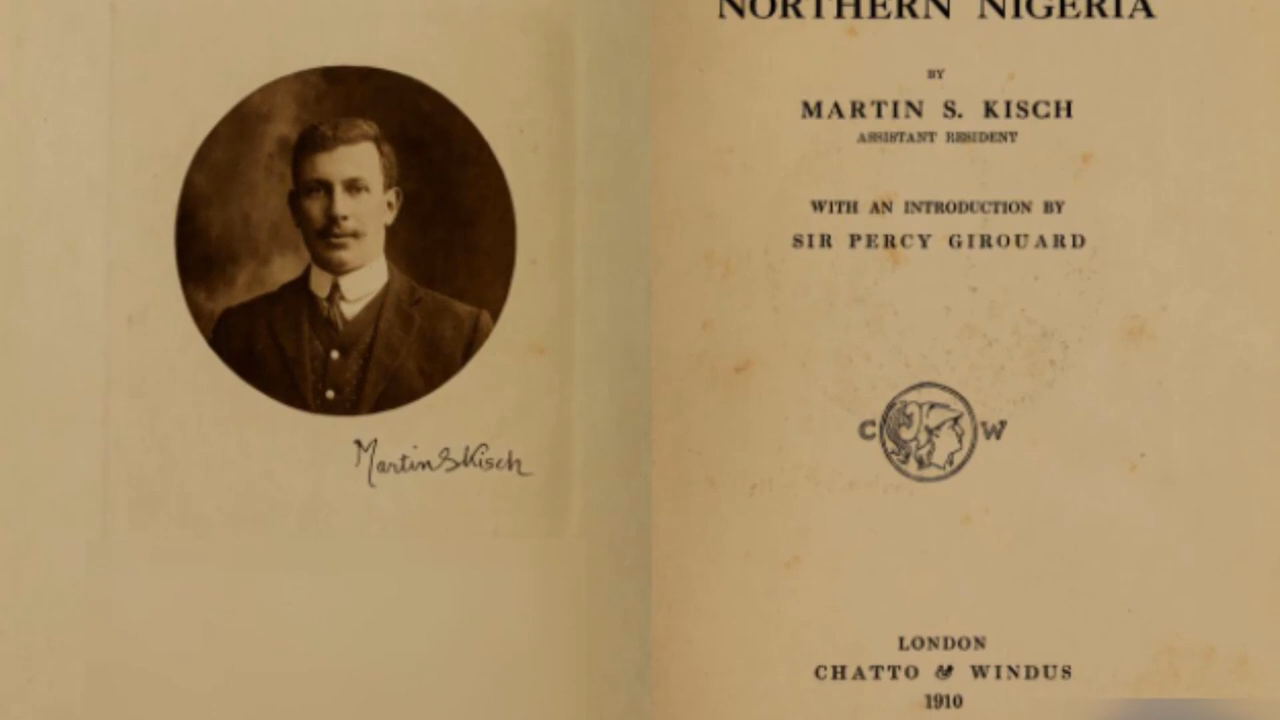 Martin S Kisch
NORTHERN NIGERIA
BY
MARTIN S. KISCH
ASSISTANT RESIDENT
WITH AN INTRODUCTION BY
SIR PERCY GIROUARD
C W
LONDON
CHATTO & WINDUS
1910